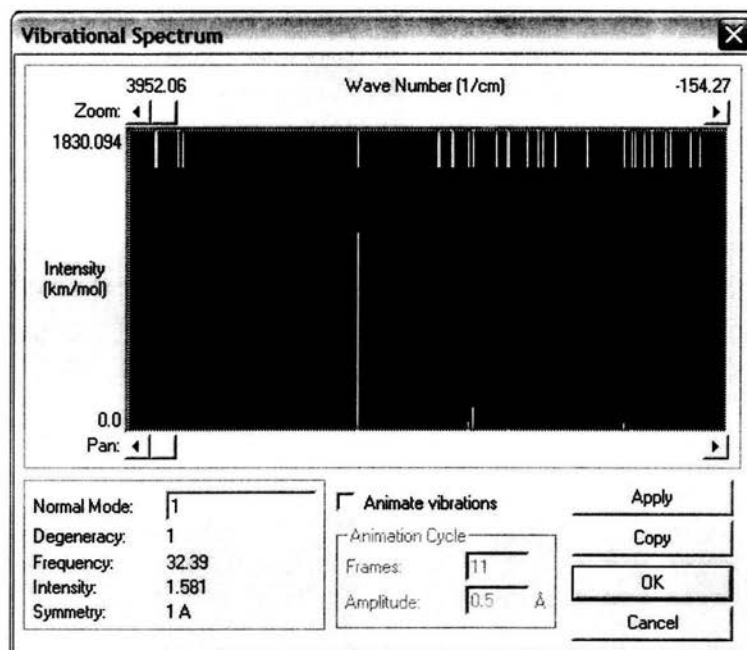 Vibrational Spectrum
3952.06 Wave Number (1/cm) -154.27
Zoom:
1830.094
Intensity
(km/mol)
0.0
Pan:
Normal Mode: 1
Degeneracy: 1
Frequency: 32.39
Intensity: 1.581
Symmetry: 1 A
Animate vibrations
Animation Cycle
Frames: 11
Amplitude: 0.5 Å
Apply
Copy
OK
Cancel